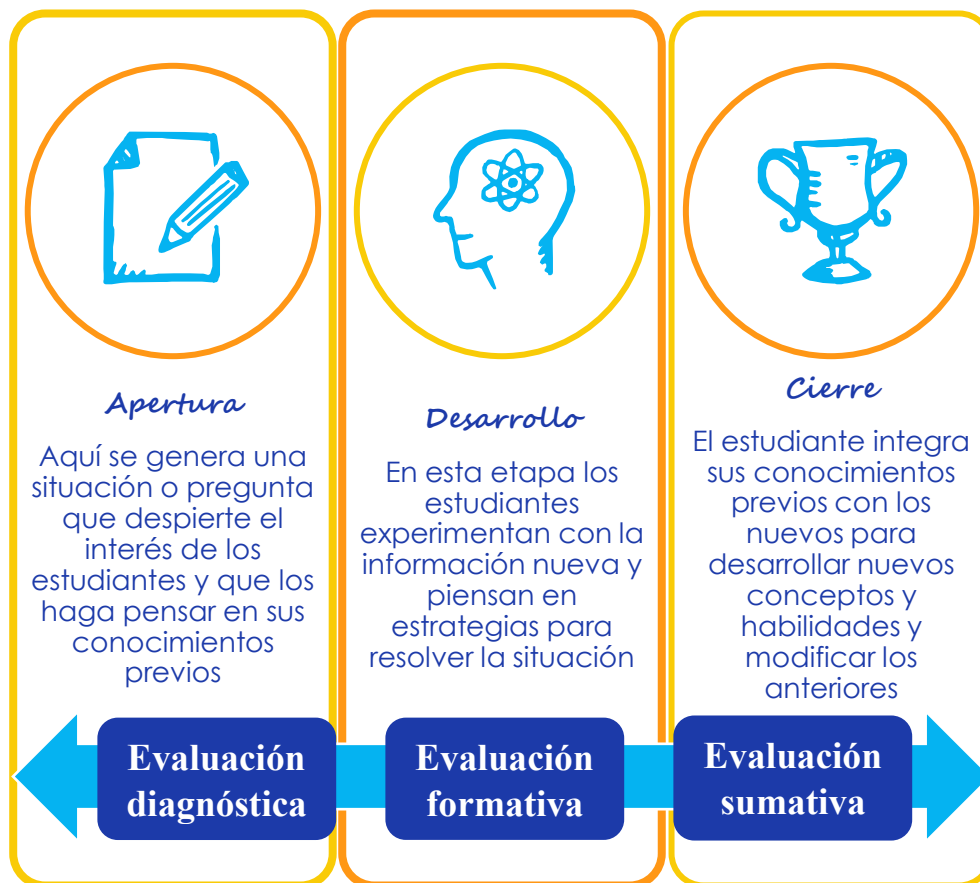 Apertura
Aquí se genera una
situación o pregunta
que despierte el
interés de los
estudiantes y que los
haga pensar en sus
conocimientos
previos
Evaluación
diagnóstica
Desarrollo
En esta etapa los
estudiantes
experimentan con la
información nueva y
piensan en
estrategias para
resolver la situación
Evaluación
formativa
Cierre
El estudiante integra
sus conocimientos
previos con los
nuevos para
desarrollar nuevos
conceptos y
habilidades y
modificar los
anteriores
Evaluación
sumativa